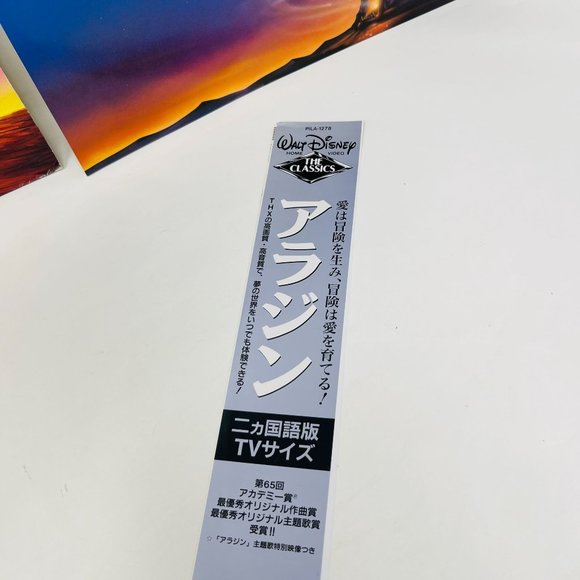 PILA-1278
WALT DISNEY
HOME VIDEO
THE
CLASSICS
愛は冒険を生み、冒険は愛を育てる!
アラジン
THXの高画質・高音質で、夢の世界をいつでも体験できる!
二ヵ国語版
TVサイズ
第65回
アカデミー賞®
最優秀オリジナル作曲賞
最優秀オリジナル主題歌賞
受賞!!
☆「アラジン」主題歌特別映像つき